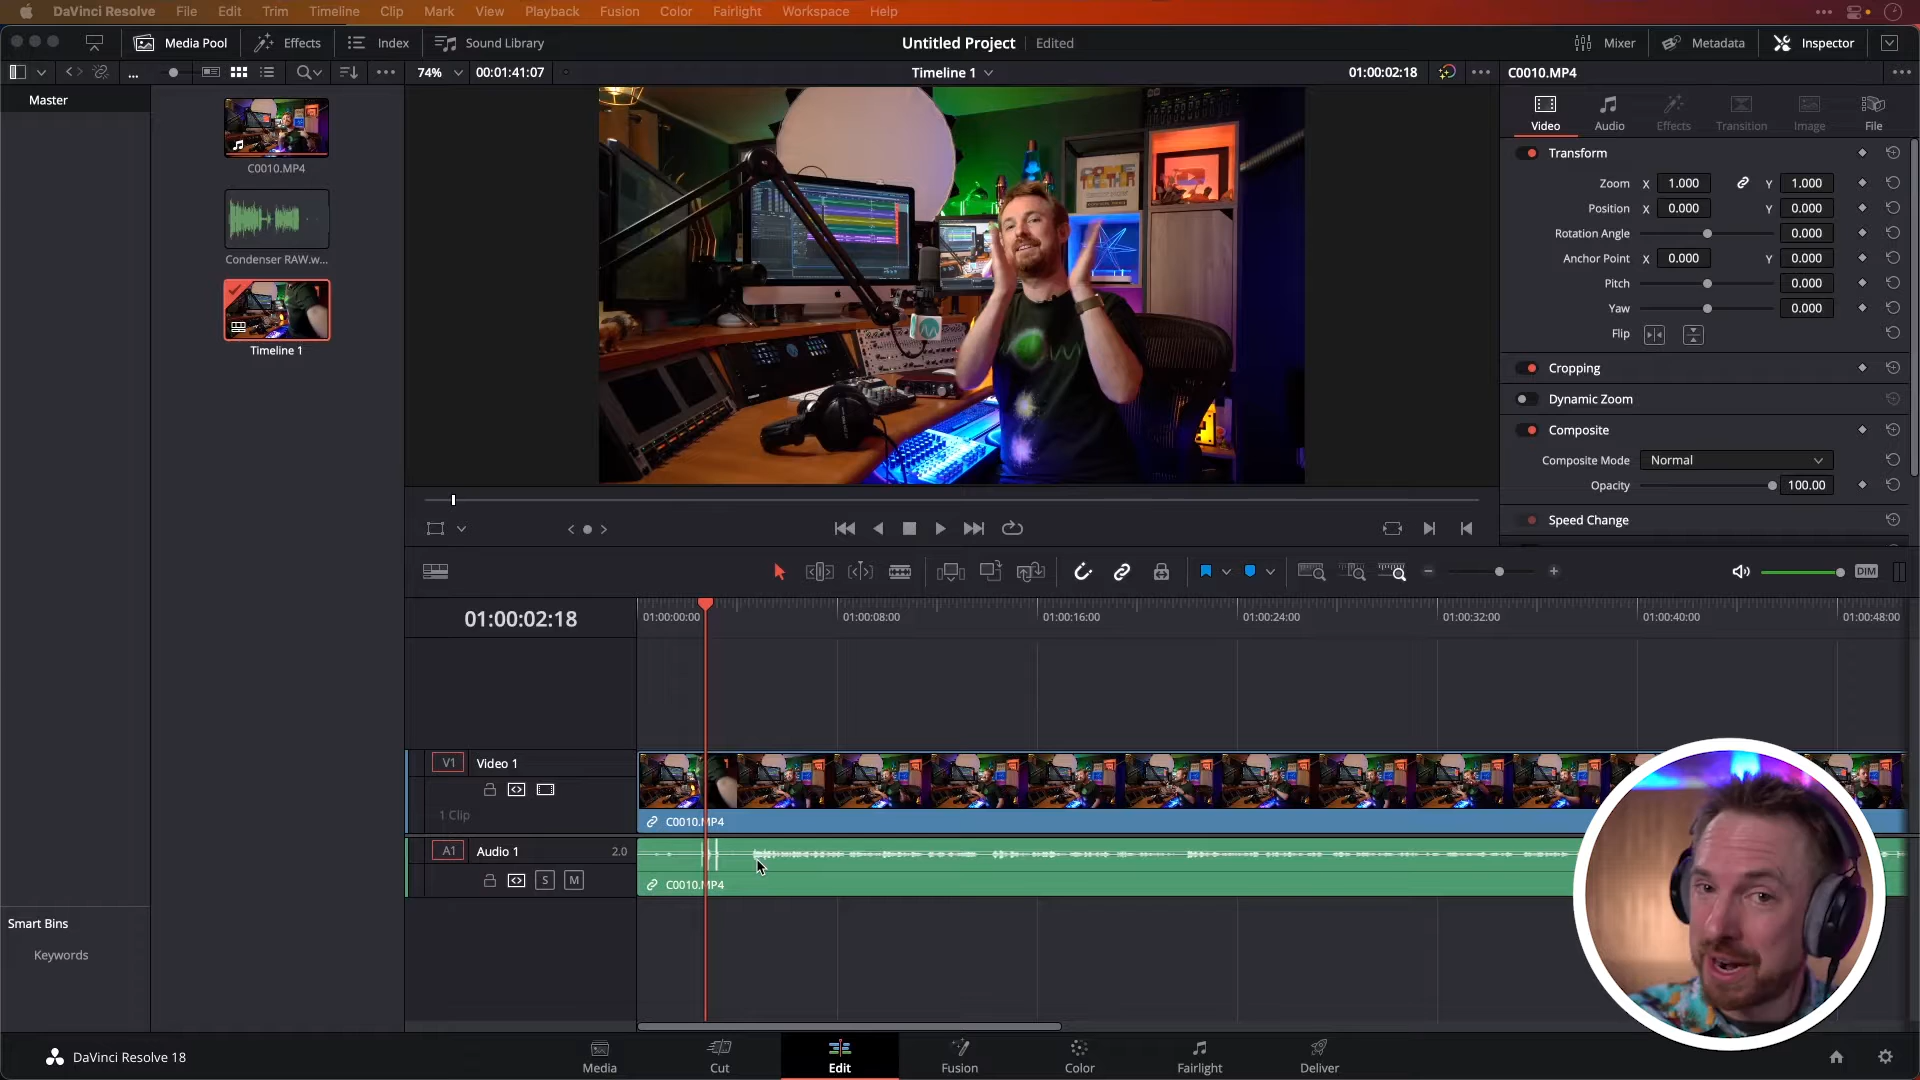 DaVinci Resolve File Edit Trim Timeline Clip Mark View Playback Fusion Color Fairlight Workspace Help
Media Pool Effects Index Sound Library Untitled Project Edited Mixer Metadata Inspector
74% 00:01:41:07 Timeline 1 01:00:02:18 C0010.MP4
Master
C0010.MP4
Condenser RAW.w...
Timeline 1
Video Audio Effects Transition Image File
Transform
Zoom X 1.000 Y 1.000
Position X 0.000 Y 0.000
Rotation Angle 0.000
Anchor Point X 0.000 Y 0.000
Pitch 0.000
Yaw 0.000
Flip
Cropping
Dynamic Zoom
Composite
Composite Mode Normal
Opacity 100.00
Speed Change
DIM
01:00:02:18
01:00:00:00 01:00:08:00 01:00:16:00 01:00:24:00 01:00:32:00 01:00:40:00 01:00:48:00
V1 Video 1
1 Clip
C0010.MP4
A1 Audio 1 2.0
S M
C0010.MP4
Smart Bins
Keywords
DaVinci Resolve 18
Media Cut Edit Fusion Color Fairlight Deliver